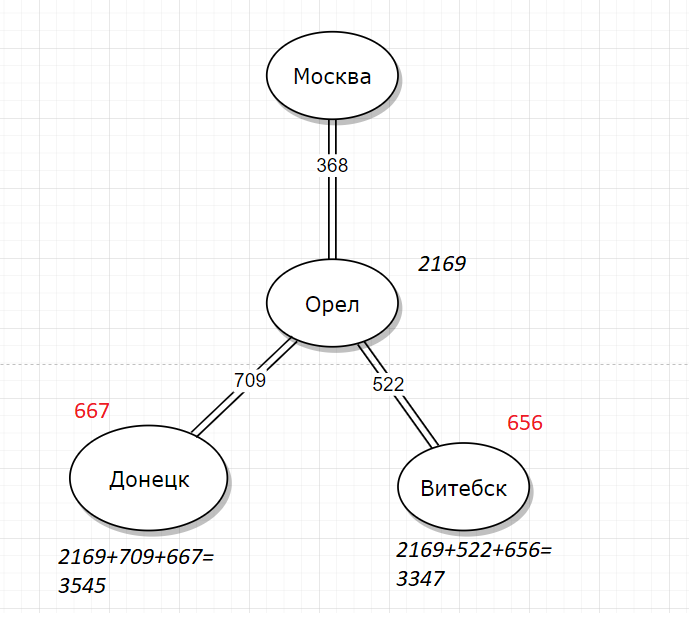 Москва
368
2169
Орел
709
522
667
656
Донецк
Витебск
2169+709+667=
3545
2169+522+656=
3347